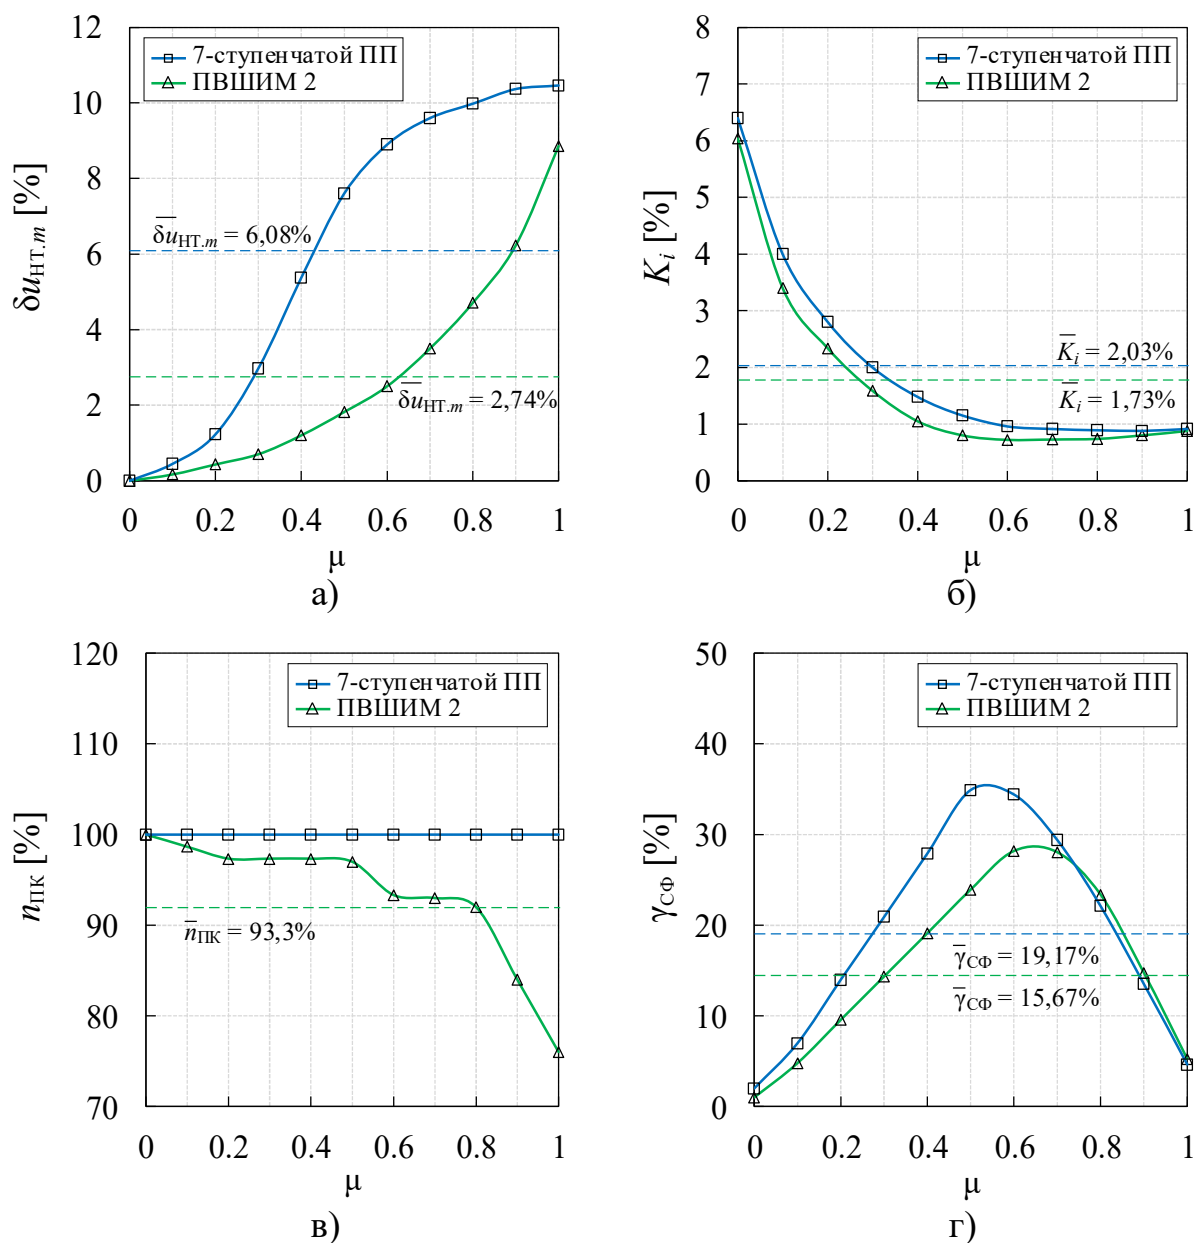 δu_НТ.m [%]
12
10
8
6
4
2
0
7-ступенчатой ПП
ПВШИМ 2
δu_НТ.m = 6,08%
δu_НТ.m = 2,74%
0 0.2 0.4 0.6 0.8 1
μ
а)
K_i [%]
8
7
6
5
4
3
2
1
0
7-ступенчатой ПП
ПВШИМ 2
K̅_i = 2,03%
K̅_i = 1,73%
0 0.2 0.4 0.6 0.8 1
μ
б)
n_ПК [%]
120
110
100
90
80
70
7-ступенчатой ПП
ПВШИМ 2
n̅_ПК = 93,3%
0 0.2 0.4 0.6 0.8 1
μ
в)
γ_СФ [%]
50
40
30
20
10
0
7-ступенчатой ПП
ПВШИМ 2
γ̅_СФ = 19,17%
γ̅_СФ = 15,67%
0 0.2 0.4 0.6 0.8 1
μ
г)